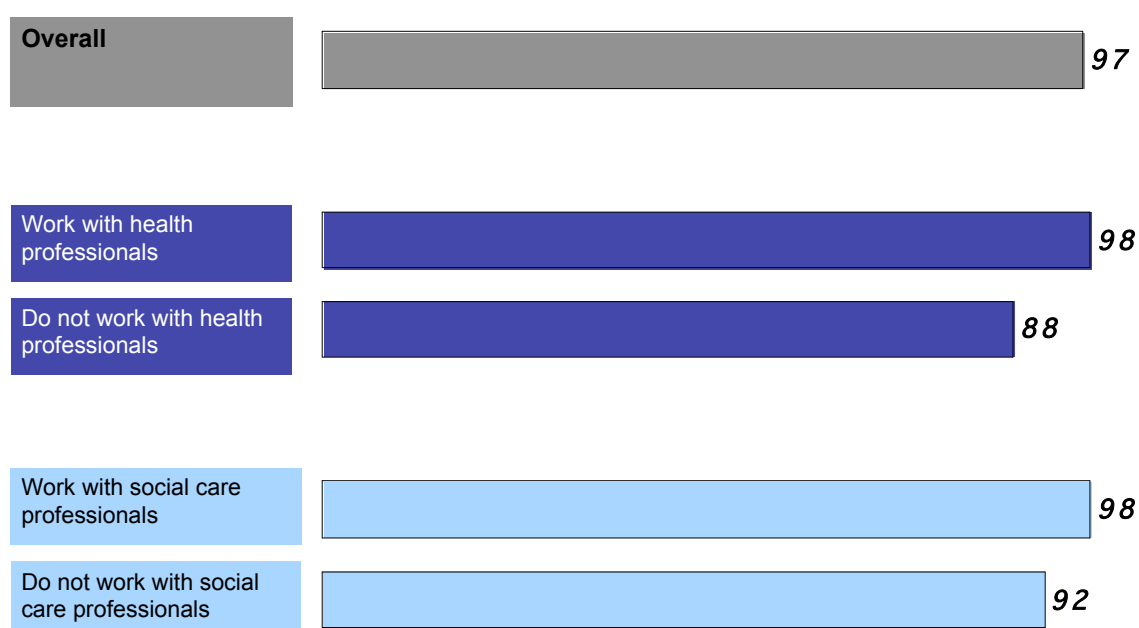 Overall
97
Work with health
professionals
98
Do not work with health
professionals
88
Work with social care
professionals
98
Do not work with social
care professionals
92